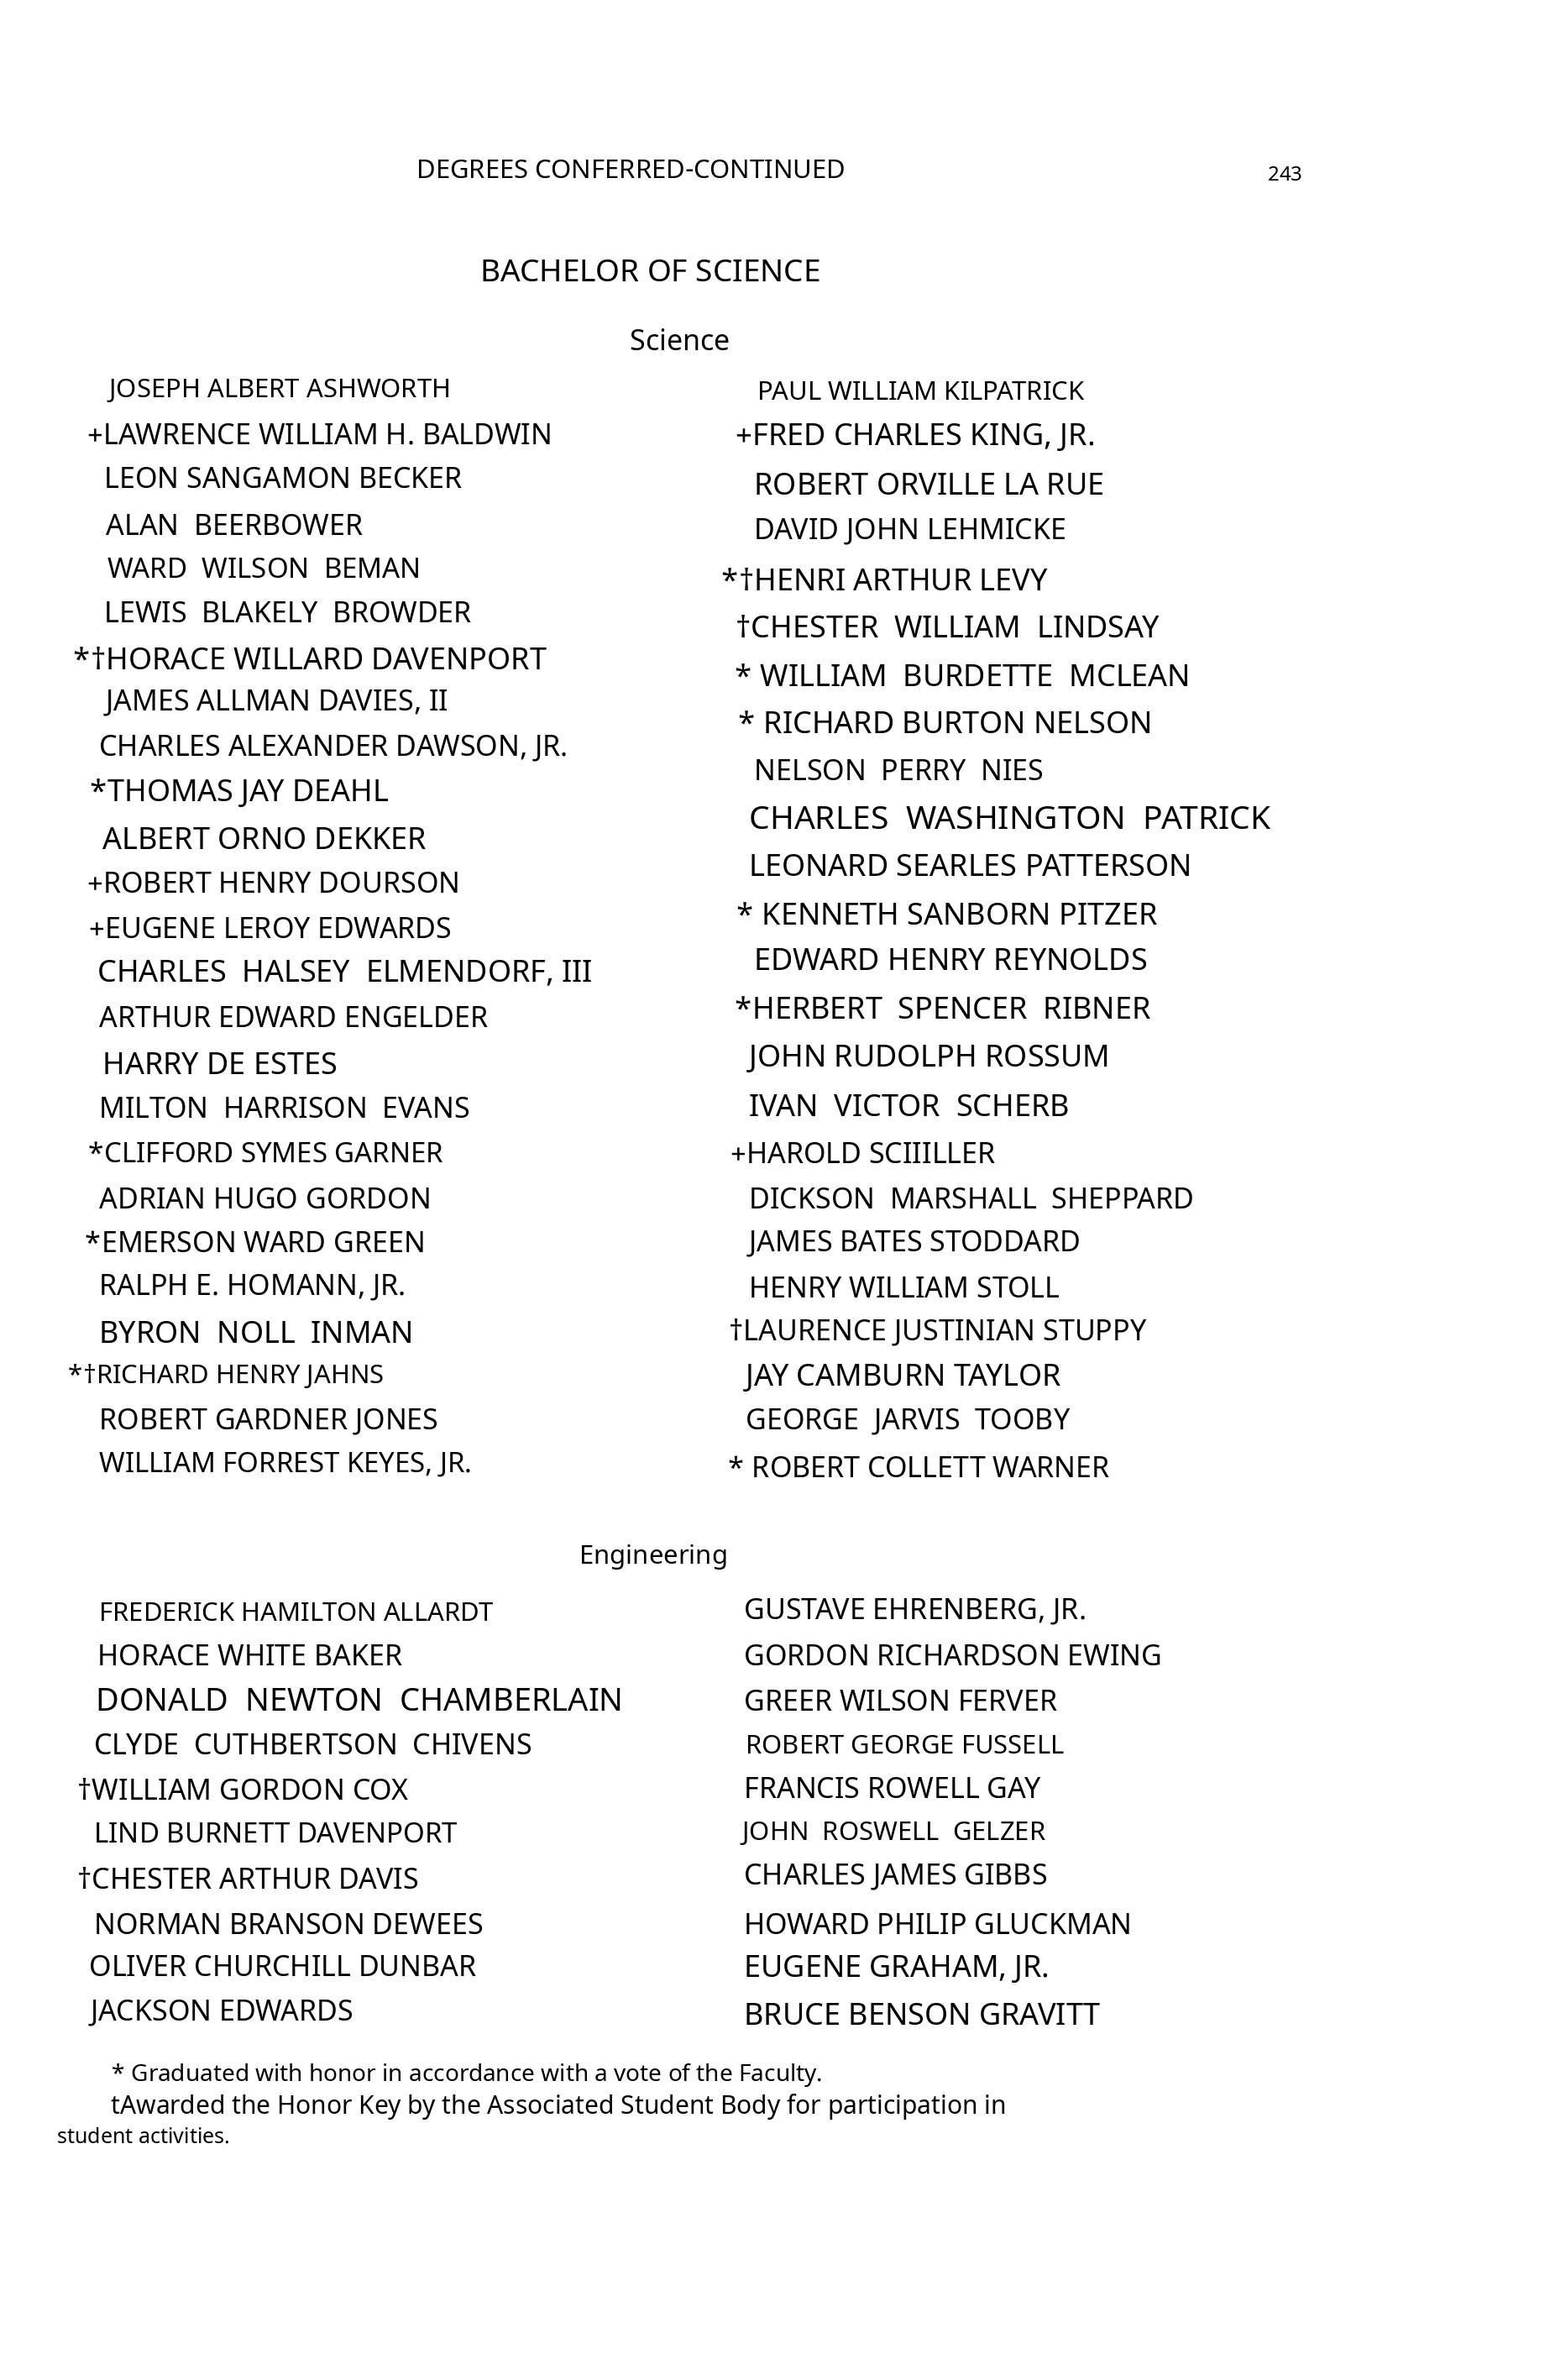 DEGREES CONFERRED-CONTINUED 243
BACHELOR OF SCIENCE
Science
JOSEPH ALBERT ASHWORTH
+LAWRENCE WILLIAM H. BALDWIN
LEON SANGAMON BECKER
ALAN BEERBOWER
WARD WILSON BEMAN
LEWIS BLAKELY BROWDER
*†HORACE WILLARD DAVENPORT
JAMES ALLMAN DAVIES, II
CHARLES ALEXANDER DAWSON, JR.
*THOMAS JAY DEAHL
ALBERT ORNO DEKKER
+ROBERT HENRY DOURSON
+EUGENE LEROY EDWARDS
CHARLES HALSEY ELMENDORF, III
ARTHUR EDWARD ENGELDER
HARRY DE ESTES
MILTON HARRISON EVANS
*CLIFFORD SYMES GARNER
ADRIAN HUGO GORDON
*EMERSON WARD GREEN
RALPH E. HOMANN, JR.
BYRON NOLL INMAN
*†RICHARD HENRY JAHNS
ROBERT GARDNER JONES
WILLIAM FORREST KEYES, JR.
PAUL WILLIAM KILPATRICK
+FRED CHARLES KING, JR.
ROBERT ORVILLE LA RUE
DAVID JOHN LEHMICKE
*†HENRI ARTHUR LEVY
†CHESTER WILLIAM LINDSAY
* WILLIAM BURDETTE MCLEAN
* RICHARD BURTON NELSON
NELSON PERRY NIES
CHARLES WASHINGTON PATRICK
LEONARD SEARLES PATTERSON
* KENNETH SANBORN PITZER
EDWARD HENRY REYNOLDS
*HERBERT SPENCER RIBNER
JOHN RUDOLPH ROSSUM
IVAN VICTOR SCHERB
+HAROLD SCIIILLER
DICKSON MARSHALL SHEPPARD
JAMES BATES STODDARD
HENRY WILLIAM STOLL
†LAURENCE JUSTINIAN STUPPY
JAY CAMBURN TAYLOR
GEORGE JARVIS TOOBY
* ROBERT COLLETT WARNER
Engineering
FREDERICK HAMILTON ALLARDT
HORACE WHITE BAKER
DONALD NEWTON CHAMBERLAIN
CLYDE CUTHBERTSON CHIVENS
†WILLIAM GORDON COX
LIND BURNETT DAVENPORT
†CHESTER ARTHUR DAVIS
NORMAN BRANSON DEWEES
OLIVER CHURCHILL DUNBAR
JACKSON EDWARDS
GUSTAVE EHRENBERG, JR.
GORDON RICHARDSON EWING
GREER WILSON FERVER
ROBERT GEORGE FUSSELL
FRANCIS ROWELL GAY
JOHN ROSWELL GELZER
CHARLES JAMES GIBBS
HOWARD PHILIP GLUCKMAN
EUGENE GRAHAM, JR.
BRUCE BENSON GRAVITT
* Graduated with honor in accordance with a vote of the Faculty.
tAwarded the Honor Key by the Associated Student Body for participation in
student activities.